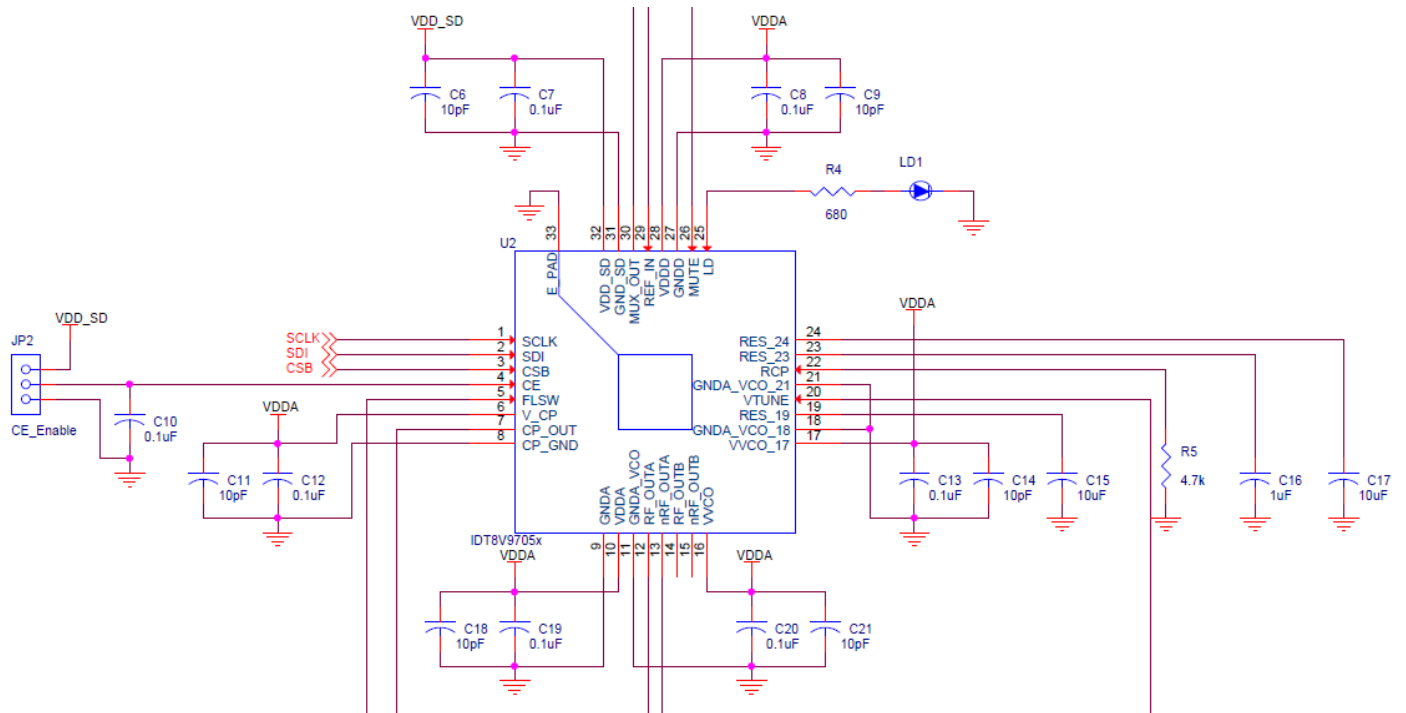 VDD_SD
VDDA
C6
10pF
C7
0.1uF
C8
0.1uF
C9
10pF
R4
680
LD1
U2
33
32
31
30
29
28
27
26
25
E_PAD
VDD_SD
GND_SD
MUX_OUT
REF_IN
VDDD
GNDD
MUTE
LD
JP2
VDD_SD
CE_Enable
C10
0.1uF
SCLK
SDI
CSB
1
2
3
4
5
6
7
8
SCLK
SDI
CSB
CE
FLSW
V_CP
CP_OUT
CP_GND
VDDA
C11
10pF
C12
0.1uF
RES_24
RES_23
RCP
GNDA_VCO_21
VTUNE
RES_19
GNDA_VCO_18
VVCO_17
24
23
22
21
20
19
18
17
VDDA
C13
0.1uF
C14
10pF
C15
10uF
R5
4.7k
C16
1uF
C17
10uF
GNDA
VDDA
GNDA_VCO
RF_OUTA
nRF_OUTA
RF_OUTB
nRF_OUTB
VVCO
IDT8V9705x
9
10
11
12
13
14
15
16
VDDA
C18
10pF
C19
0.1uF
VDDA
C20
0.1uF
C21
10pF